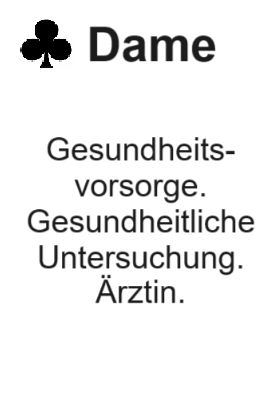 ♣ Dame
Gesundheits-
vorsorge.
Gesundheitliche
Untersuchung.
Ärztin.